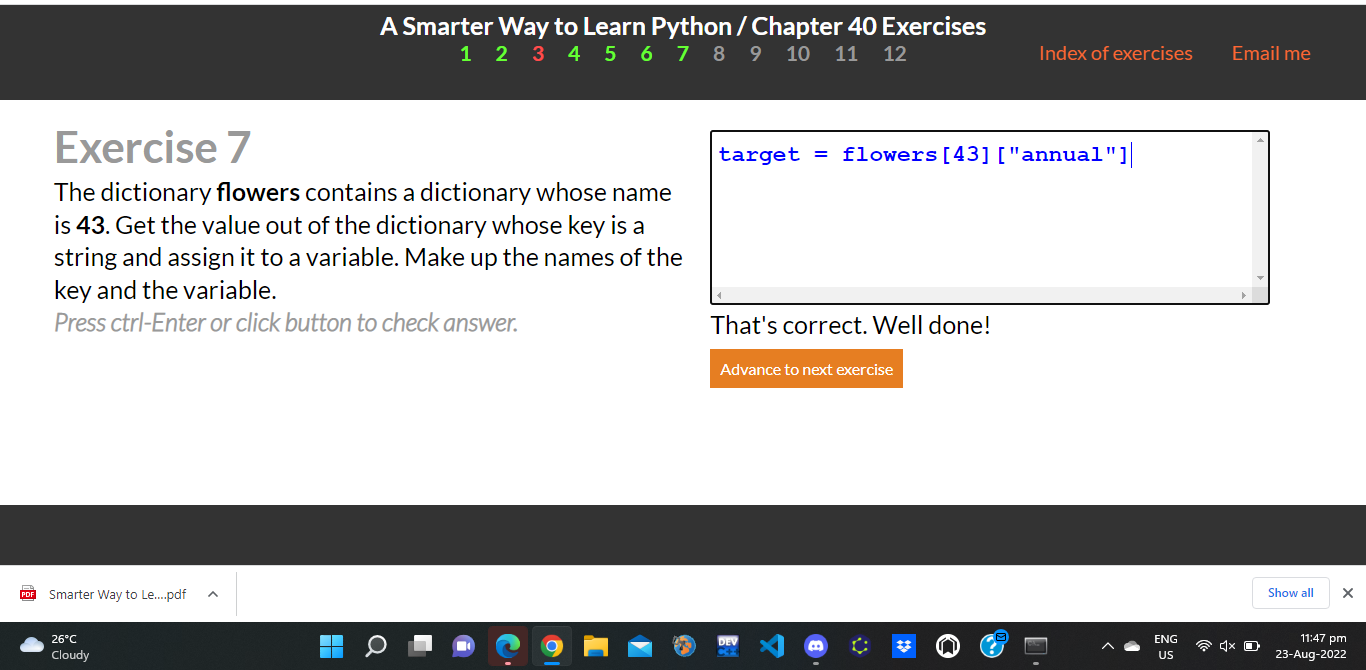 A Smarter Way to Learn Python / Chapter 40 Exercises
1 2 3 4 5 6 7 8 9 10 11 12
Index of exercises Email me
Exercise 7
The dictionary flowers contains a dictionary whose name
is 43. Get the value out of the dictionary whose key is a
string and assign it to a variable. Make up the names of the
key and the variable.
Press ctrl-Enter or click button to check answer.
target = flowers[43]["annual"]
That's correct. Well done!
Advance to next exercise
PDF
Smarter Way to Le....pdf
Show all
26°C
Cloudy
DEV
ENG
US
11:47 pm
23-Aug-2022